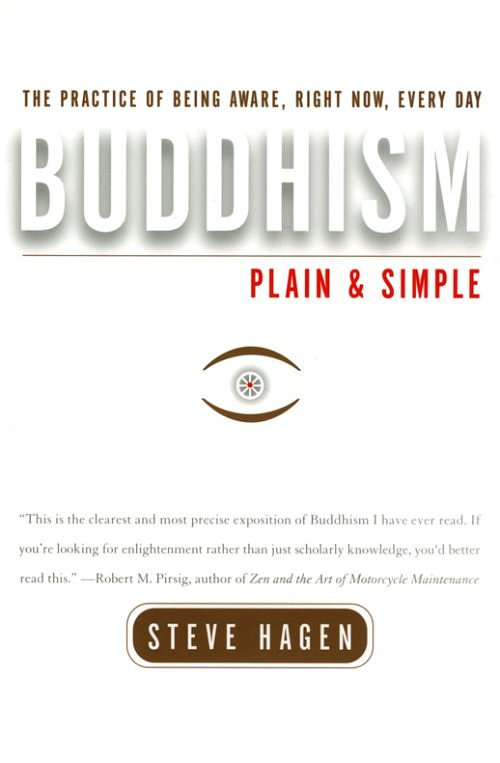 THE PRACTICE OF BEING AWARE, RIGHT NOW, EVERY DAY
BUDDHISM
PLAIN & SIMPLE
“This is the clearest and most precise exposition of Buddhism I have ever read. If
you’re looking for enlightenment rather than just scholarly knowledge, you'd better
read this.” —Robert M. Pirsig, author of Zen and the Art of Motorcycle Maintenance
STEVE HAGEN